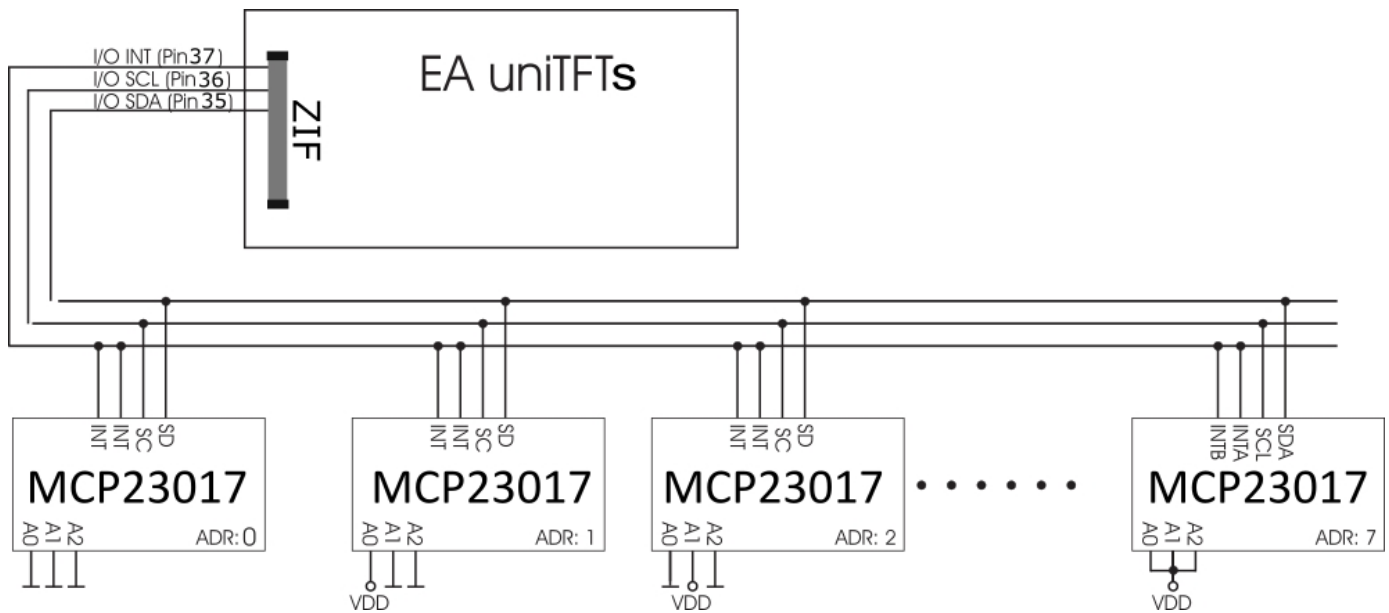 I/O INT (Pin37)
I/O SCL (Pin36)
I/O SDA (Pin35)
ZIF
EA uniTFTs
INT INT SC SD
MCP23017
A0 A1 A2 ADR: 0
INT INT SC SD
MCP23017
A0 A1 A2 ADR: 1
VDD
INT INT SC SD
MCP23017
A0 A1 A2 ADR: 2
VDD
INTB INTA SCL SDA
MCP23017
A0 A1 A2 ADR: 7
VDD